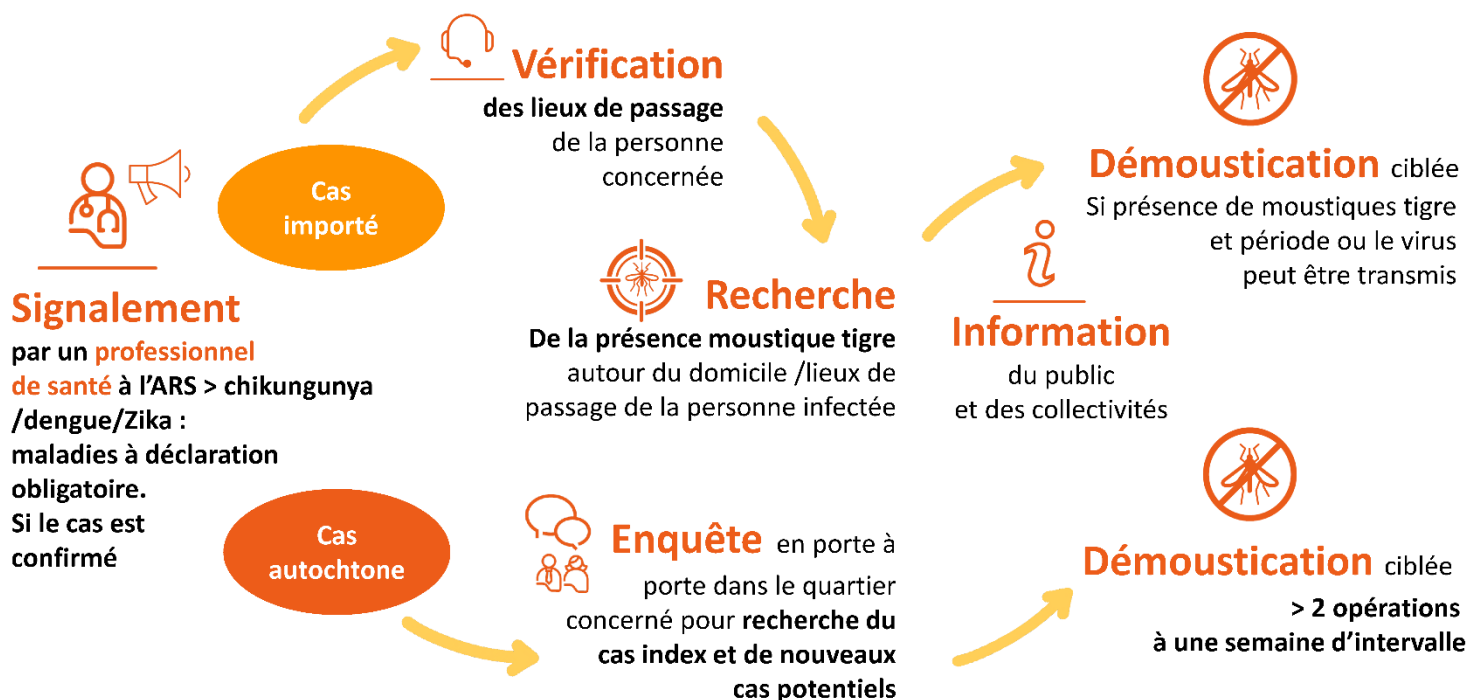 Signalement
par un professionnel
de santé à l'ARS > chikungunya
/dengue/Zika :
maladies à déclaration
obligatoire.
Si le cas est
confirmé
Cas
importé
Vérification
des lieux de passage
de la personne
concernée
Recherche
De la présence moustique tigre
autour du domicile /lieux de
passage de la personne infectée
Information
du public
et des collectivités
Démoustication ciblée
Si présence de moustiques tigre
et période ou le virus
peut être transmis
Cas
autochtone
Enquête en porte à
porte dans le quartier
concerné pour recherche du
cas index et de nouveaux
cas potentiels
Démoustication ciblée
> 2 opérations
à une semaine d'intervalle